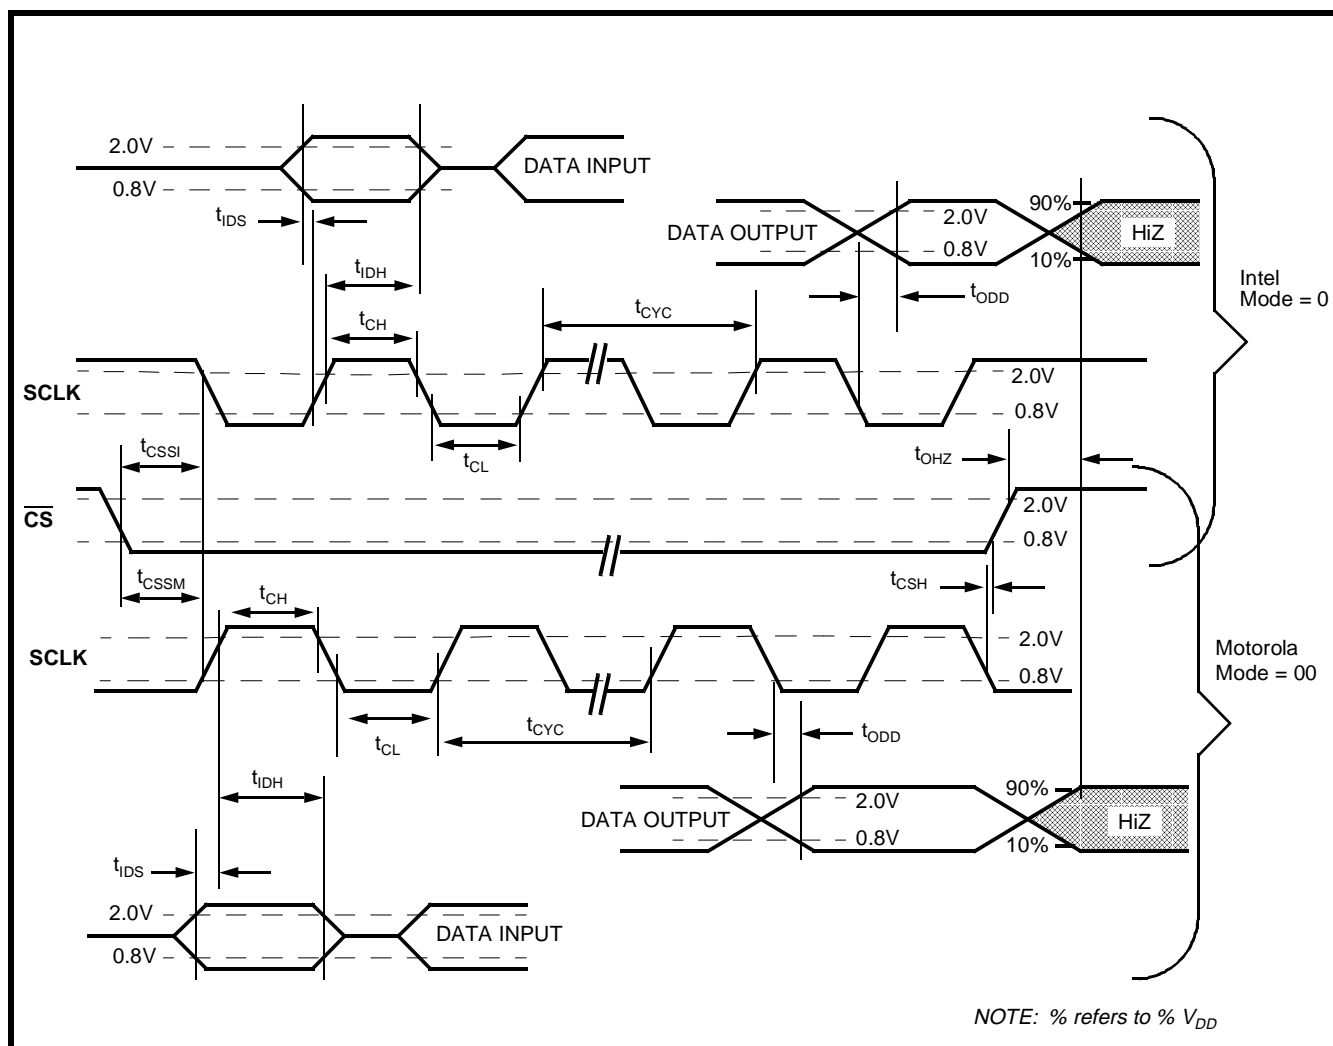 2.0V
DATA INPUT
0.8V
tIDS
90%
2.0V
DATA OUTPUT
HiZ
0.8V
10%
tIDH
tODD
Intel
Mode = 0
tCYC
tCH
2.0V
SCLK
0.8V
tCSSI
tCL
tOHZ
2.0V
CS
0.8V
tCSSM
tCH
tCSH
2.0V
SCLK
0.8V
Motorola
Mode = 00
tCYC
tODD
tCL
tIDH
90%
2.0V
DATA OUTPUT
HiZ
0.8V
10%
tIDS
2.0V
DATA INPUT
0.8V
NOTE: % refers to % VDD